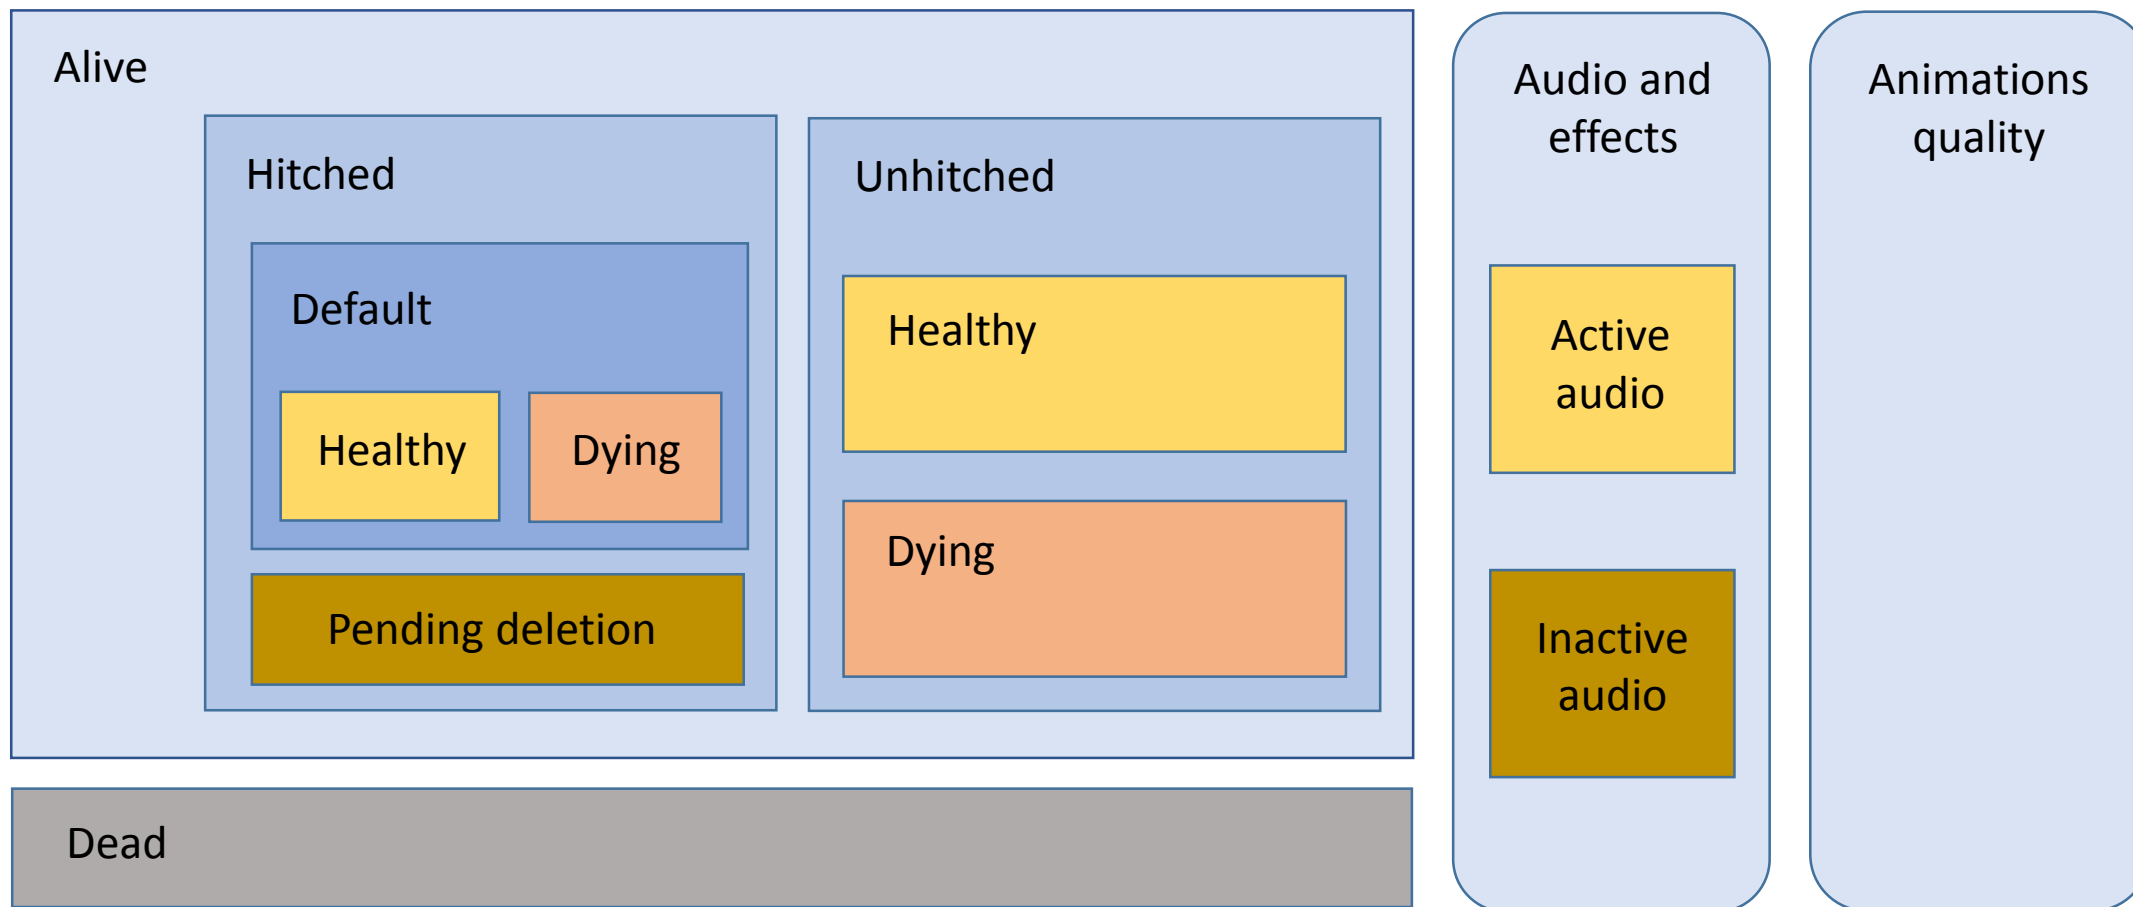 Alive
Hitched
Default
Healthy
Dying
Pending deletion
Unhitched
Healthy
Dying
Dead
Audio and
effects
Active
audio
Inactive
audio
Animations
quality